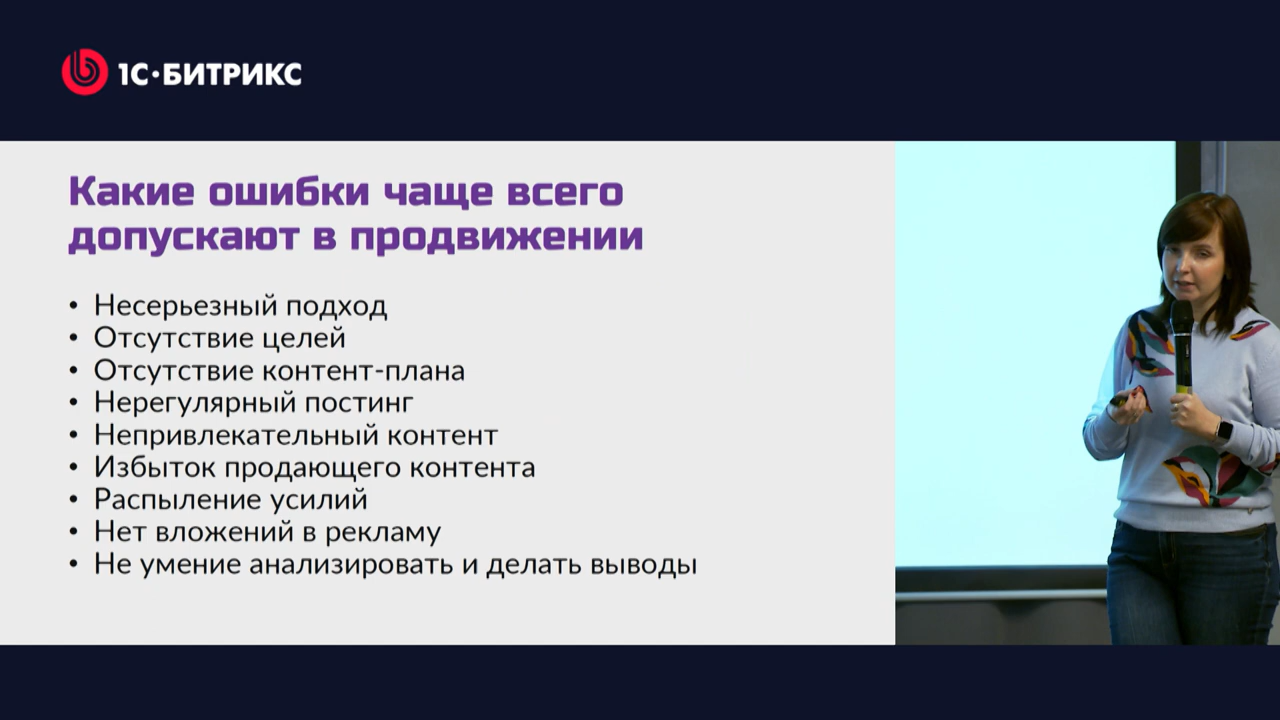 1С·БИТРИКС
Какие ошибки чаще всего
допускают в продвижении
• Несерьезный подход
• Отсутствие целей
• Отсутствие контент-плана
• Нерегулярный постинг
• Непривлекательный контент
• Избыток продающего контента
• Распыление усилий
• Нет вложений в рекламу
• Не умение анализировать и делать выводы